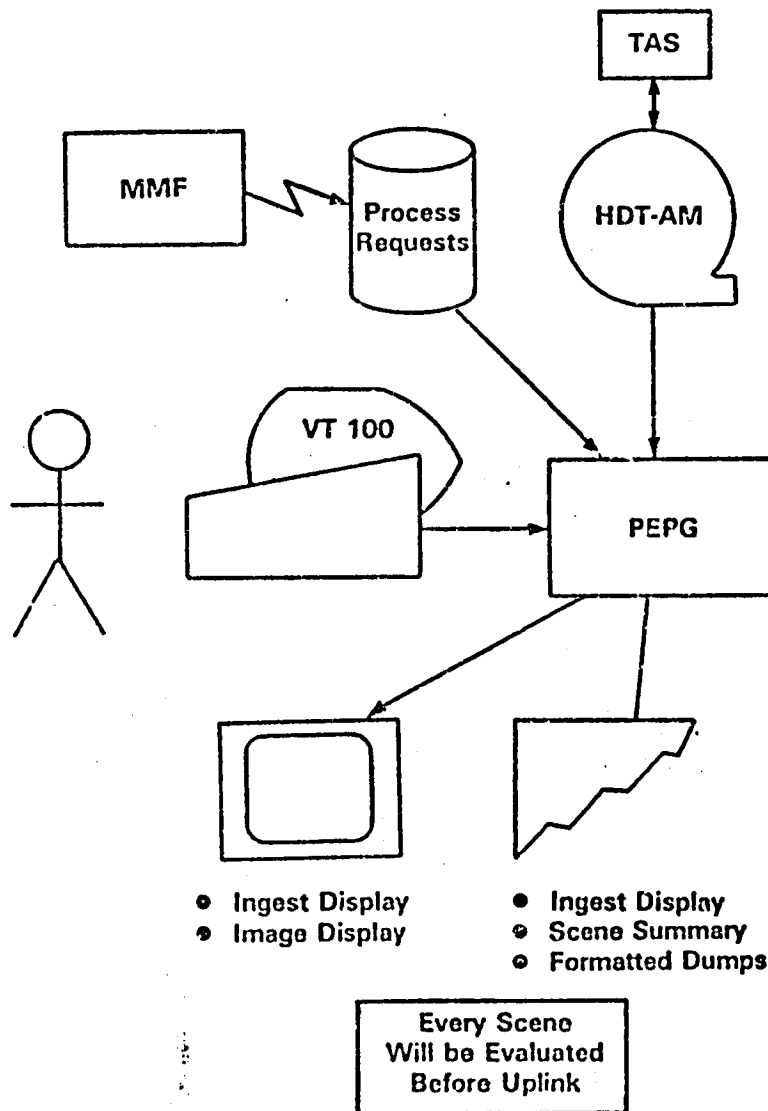 TAS
MMF
Process
Requests
HDT-AM
VT 100
PEPG
Ingest Display
Image Display
Ingest Display
Scene Summary
Formatted Dumps
Every Scene
Will be Evaluated
Before Uplink